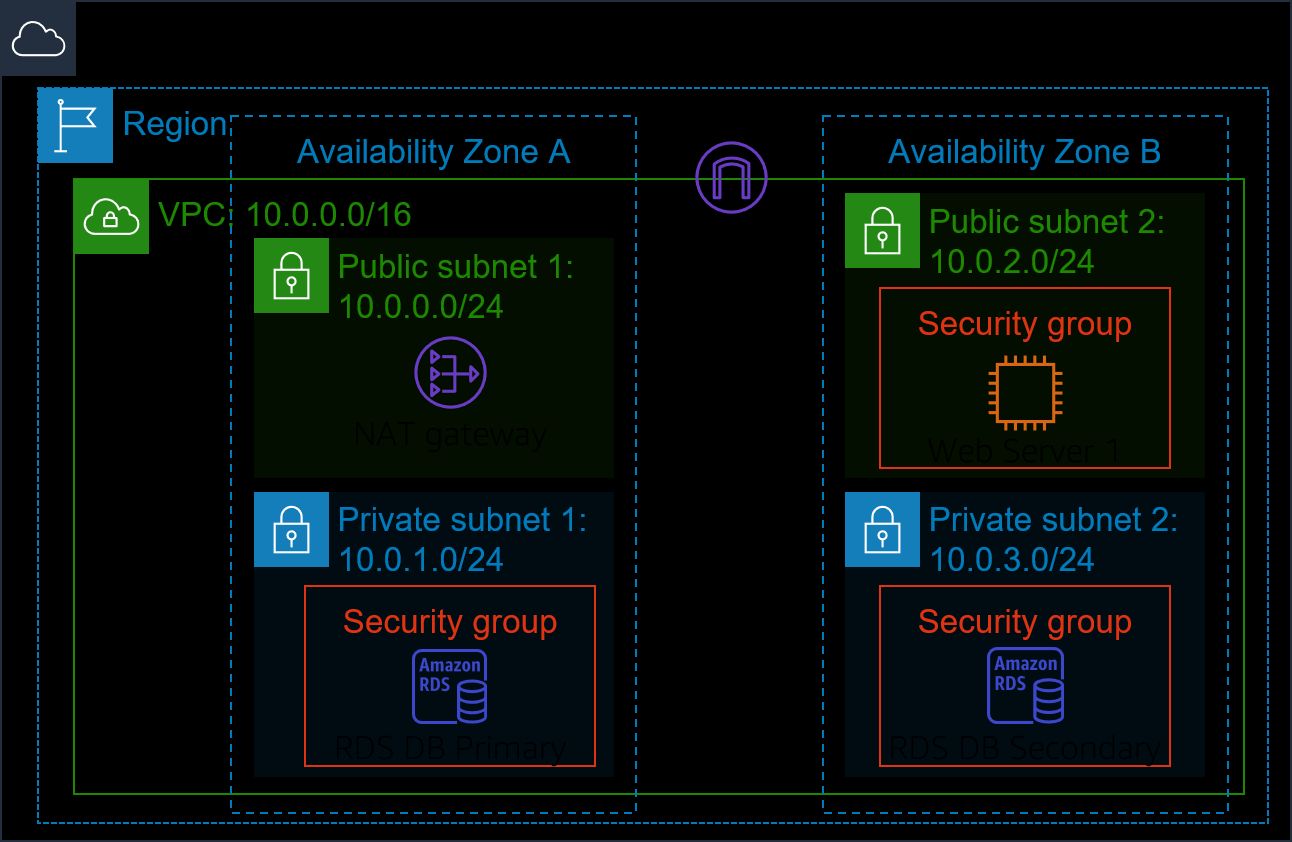 Region
Availability Zone A
Availability Zone B
VPC: 10.0.0.0/16
Public subnet 1:
10.0.0.0/24
NAT gateway
Public subnet 2:
10.0.2.0/24
Security group
Web Server 1
Private subnet 1:
10.0.1.0/24
Security group
Amazon
RDS
RDS DB Primary
Private subnet 2:
10.0.3.0/24
Security group
Amazon
RDS
RDS DB Secondary